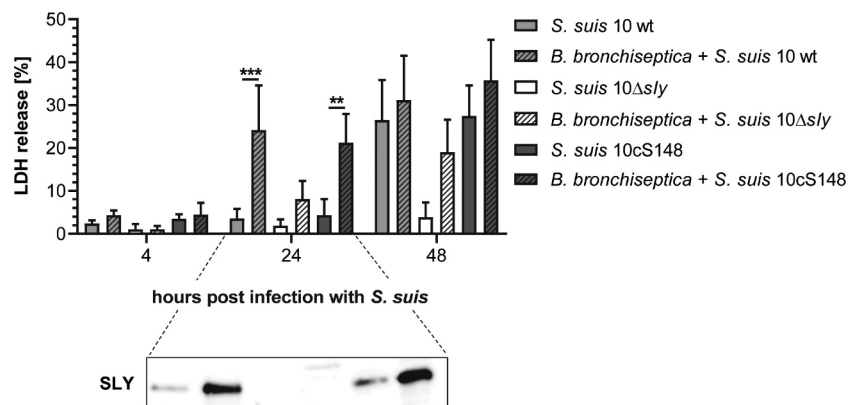 LDH release [%]
50
40
30
20
10
0
***
**
4
24
48
hours post infection with S. suis
S. suis 10 wt
B. bronchiseptica + S. suis 10 wt
S. suis 10Δsly
B. bronchiseptica + S. suis 10Δsly
S. suis 10cS148
B. bronchiseptica + S. suis 10cS148
SLY